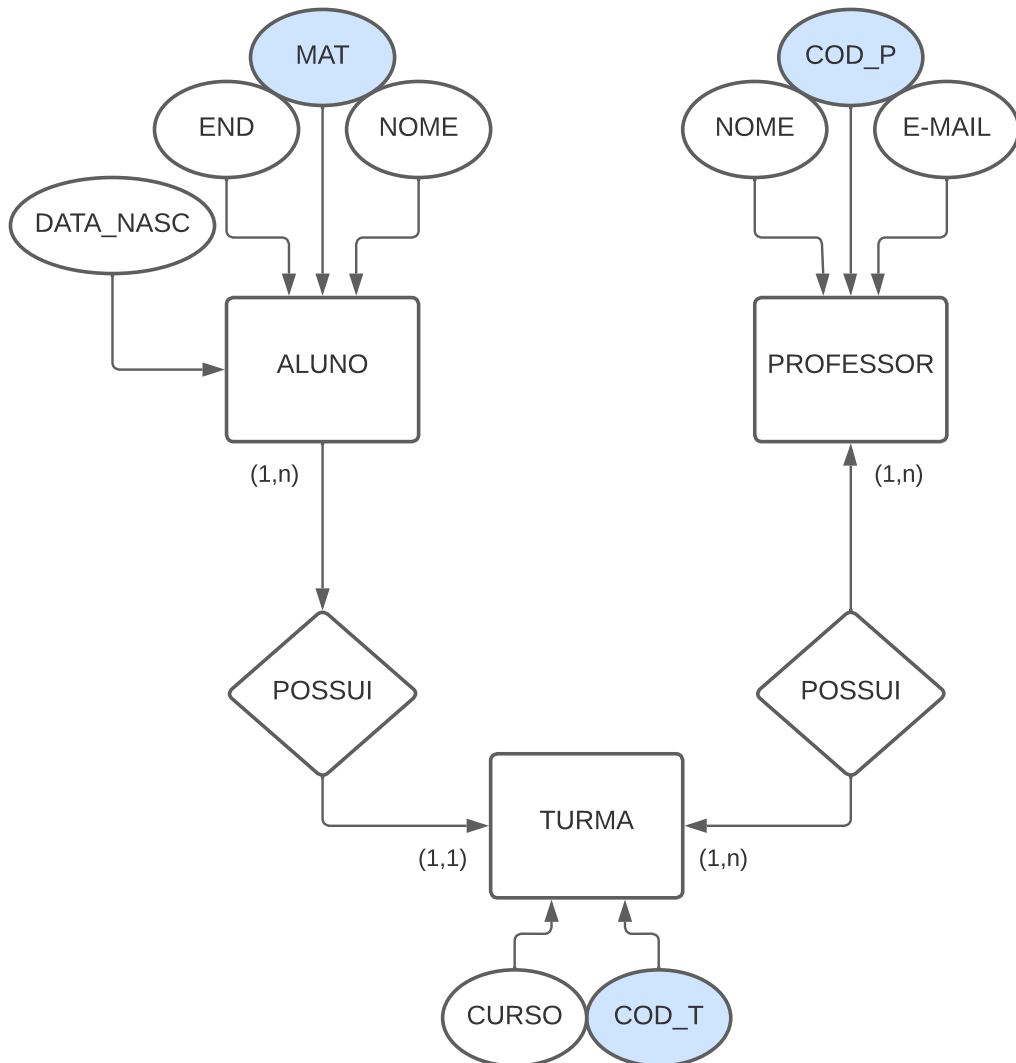 MAT
COD_P
END
NOME
NOME
E-MAIL
DATA_NASC
ALUNO
PROFESSOR
(1,n)
(1,n)
POSSUI
POSSUI
TURMA
(1,1)
(1,n)
CURSO
COD_T